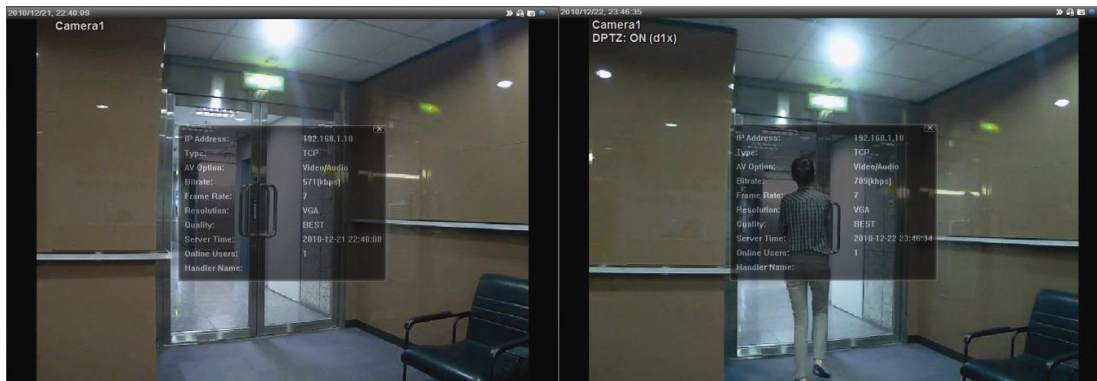 2010/12/21, 22:40:09
Camera1
IP Address: 192.168.1.10
Type: TCP
AV Option: Video/Audio
Bitrate: 571(kbps)
Frame Rate: 7
Resolution: VGA
Quality: BEST
Server Time: 2010-12-21 22:40:08
Online Users: 1
Handler Name:
2010/12/22, 23:46:35
Camera1
DPTZ: ON (d1x)
IP Address: 192.168.1.10
Type: TCP
AV Option: Video/Audio
Bitrate: 789(kbps)
Frame Rate: 7
Resolution: VGA
Quality: BEST
Server Time: 2010-12-22 23:46:34
Online Users: 1
Handler Name: